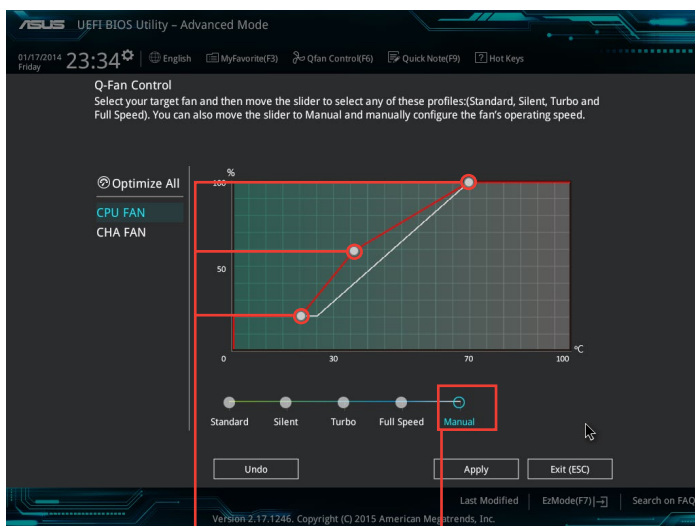 ASUS UEFI BIOS Utility – Advanced Mode
01/17/2014
Friday
23:34
English
MyFavorite(F3)
Qfan Control(F6)
Quick Note(F9)
? Hot Keys
Q-Fan Control
Select your target fan and then move the slider to select any of these profiles:(Standard, Silent, Turbo and
Full Speed). You can also move the slider to Manual and manually configure the fan's operating speed.
Optimize All
CPU FAN
CHA FAN
%
100
50
0
30
70
100
ºC
Standard
Silent
Turbo
Full Speed
Manual
Undo
Apply
Exit (ESC)
Last Modified
EzMode(F7)
Search on FAQ
Version 2.17.1246. Copyright (C) 2015 American Megatrends, Inc.